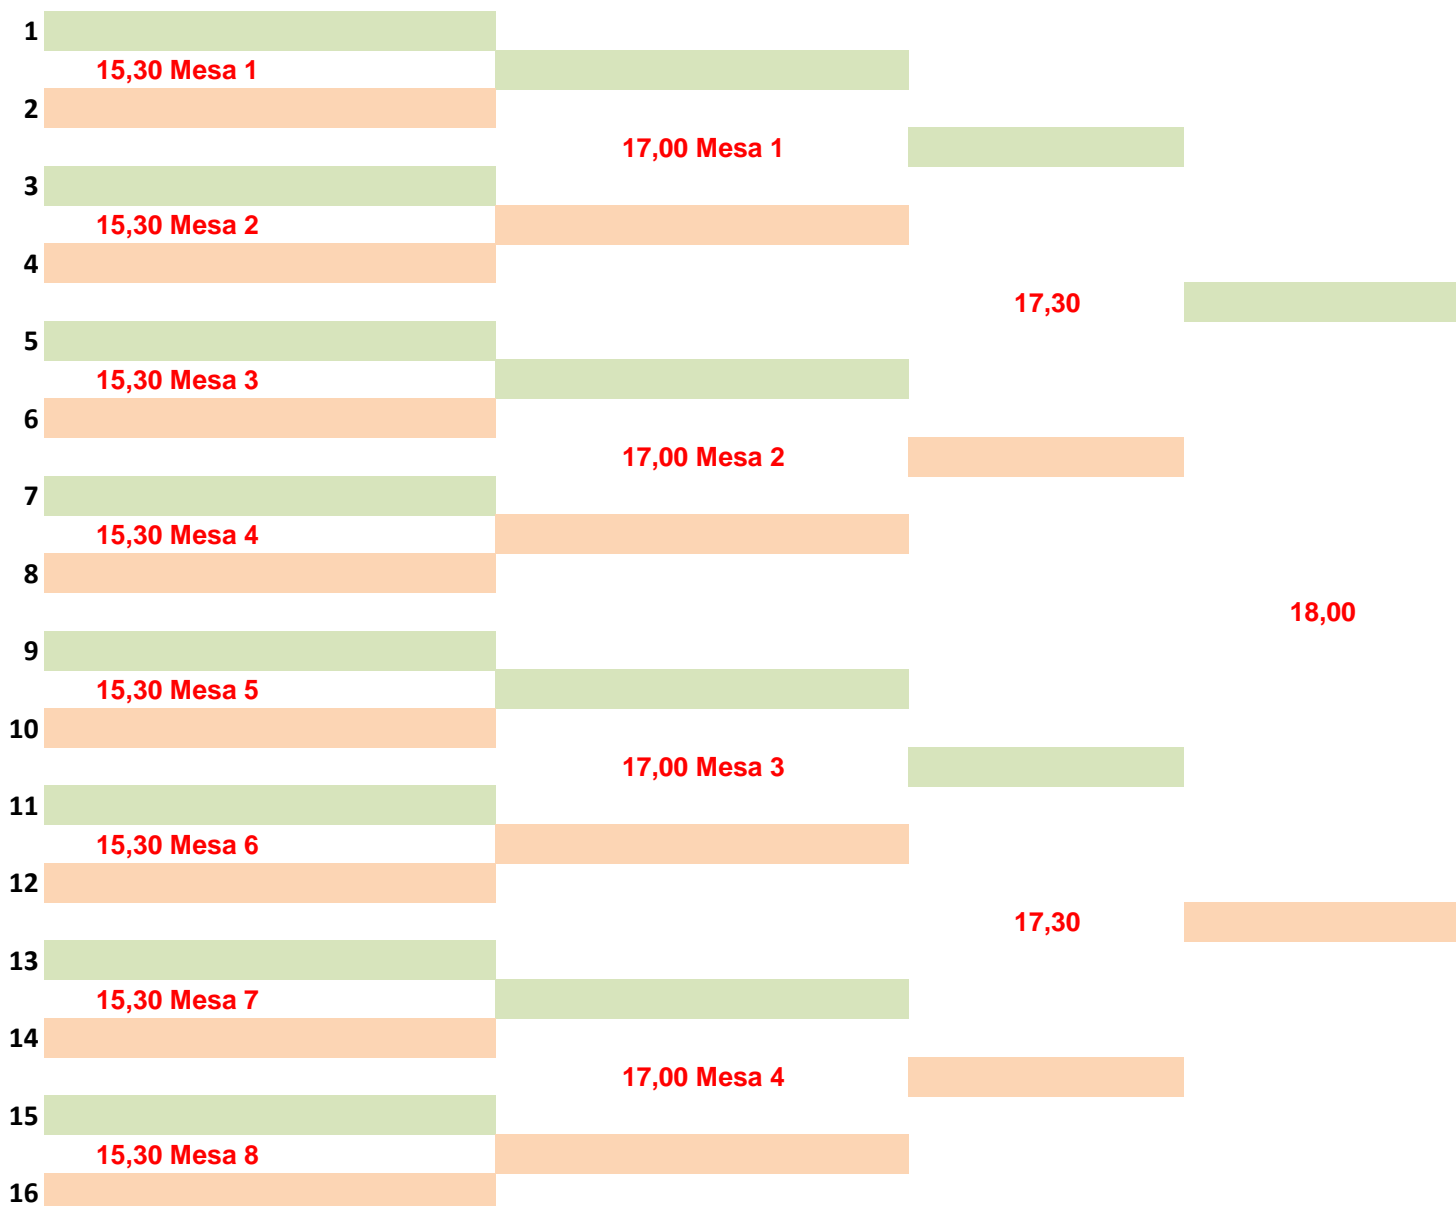 1
15,30 Mesa 1
2
17,00 Mesa 1
3
15,30 Mesa 2
4
17,30
5
15,30 Mesa 3
6
17,00 Mesa 2
7
15,30 Mesa 4
8
18,00
9
15,30 Mesa 5
10
17,00 Mesa 3
11
15,30 Mesa 6
12
17,30
13
15,30 Mesa 7
14
17,00 Mesa 4
15
15,30 Mesa 8
16